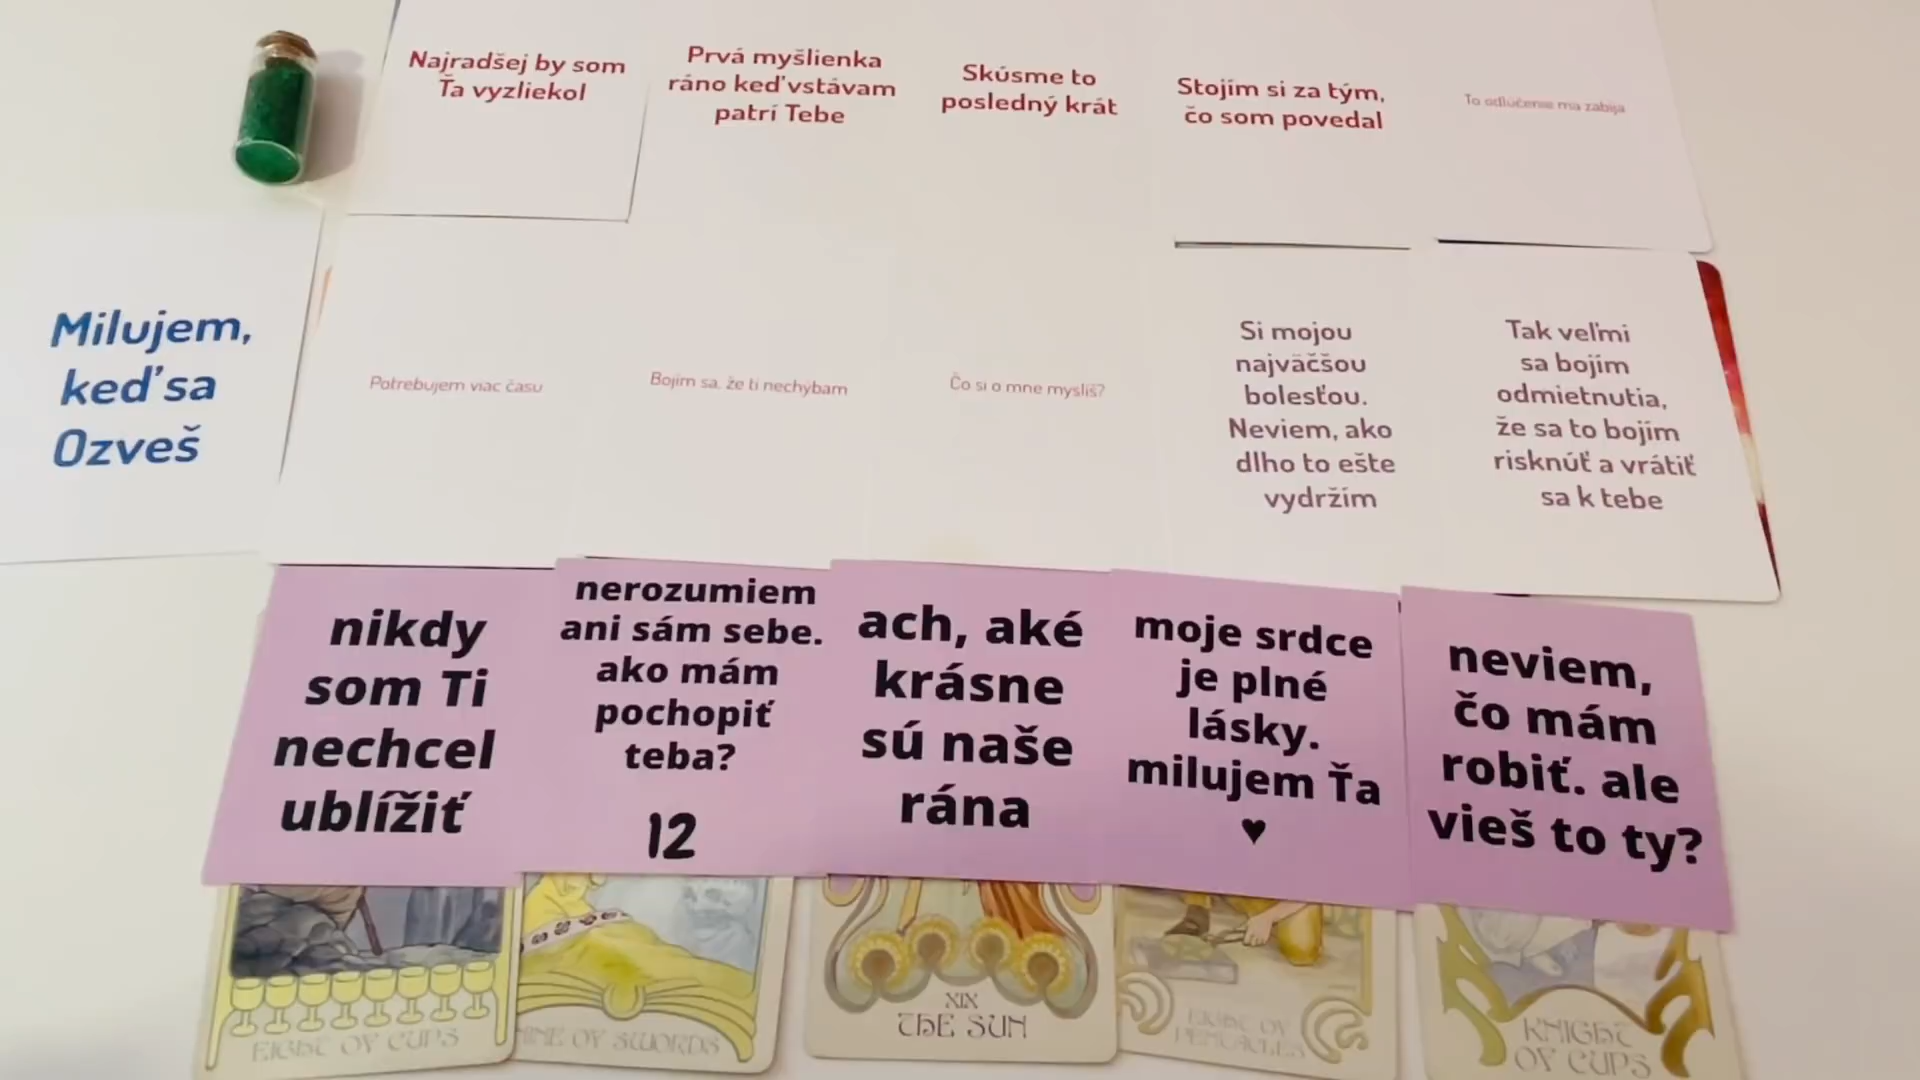 Najradšej by som
Ťa vyzliekol
Prvá myšlienka
ráno keď vstávam
patrí Tebe
Skúsme to
posledný krát
Stojím si za tým,
čo som povedal
To odlúčenie ma zabíja
Milujem,
keď sa
Ozveš
Potrebujem viac času
Bojím sa, že ti nechýbam
Čo si o mne myslíš?
Si mojou
najväčšou
bolesťou.
Neviem, ako
dlho to ešte
vydržím
Tak veľmi
sa bojím
odmietnutia,
že sa to bojím
risknúť a vrátiť
sa k tebe
nikdy
som Ti
nechcel
ublížiť
nerozumiem
ani sám sebe.
ako mám
pochopiť
teba?
12
ach, aké
krásne
sú naše
rána
moje srdce
je plné
lásky.
milujem Ťa
♥
neviem,
čo mám
robiť. ale
vieš to ty?
EIGHT OF CUPS
NINE OF SWORDS
XIX
THE SUN
EIGHT OF
PENTACLES
KNIGHT
OF CUPS